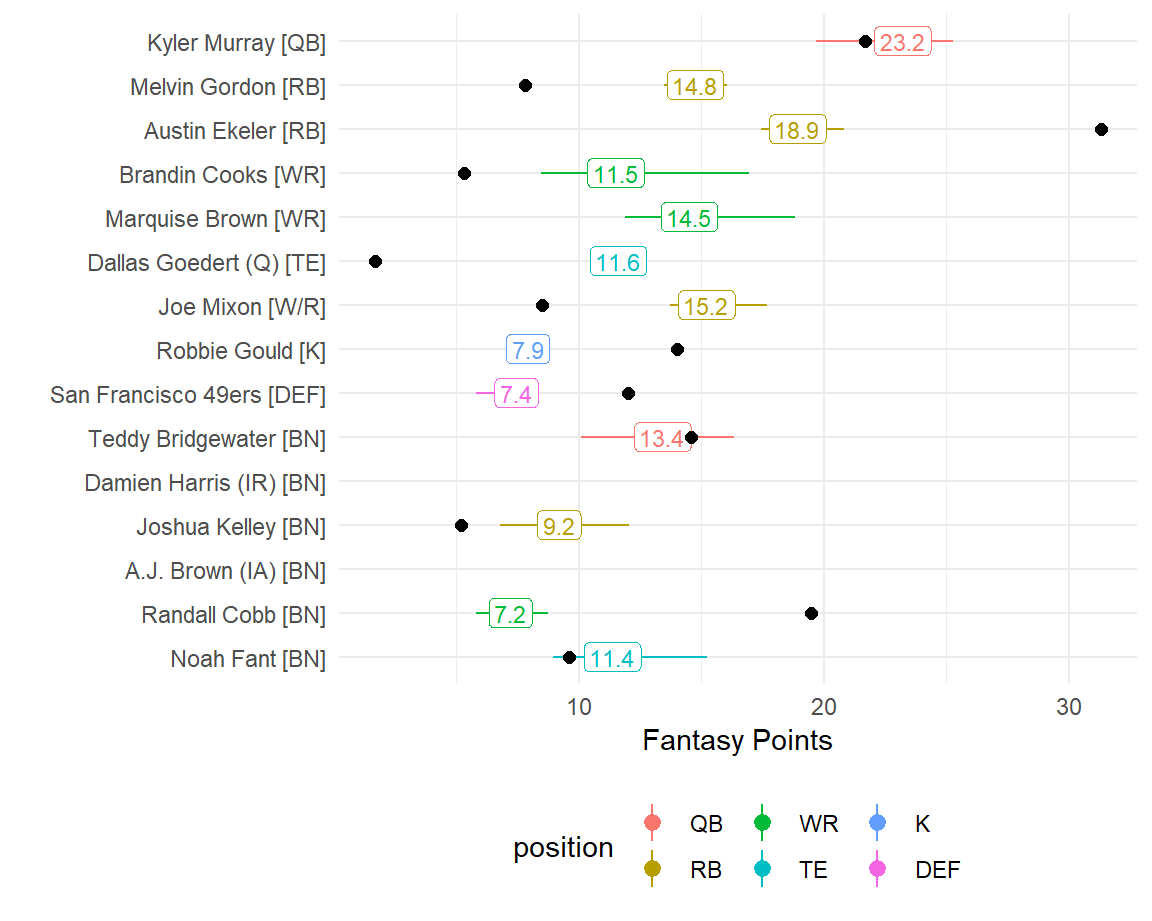 Kyler Murray [QB] 23.2
Melvin Gordon [RB] 14.8
Austin Ekeler [RB] 18.9
Brandin Cooks [WR] 11.5
Marquise Brown [WR] 14.5
Dallas Goedert (Q) [TE] 11.6
Joe Mixon [W/R] 15.2
Robbie Gould [K] 7.9
San Francisco 49ers [DEF] 7.4
Teddy Bridgewater [BN] 13.4
Damien Harris (IR) [BN]
Joshua Kelley [BN] 9.2
A.J. Brown (IA) [BN]
Randall Cobb [BN] 7.2
Noah Fant [BN] 11.4
10 20 30
Fantasy Points
position
QB WR K
RB TE DEF